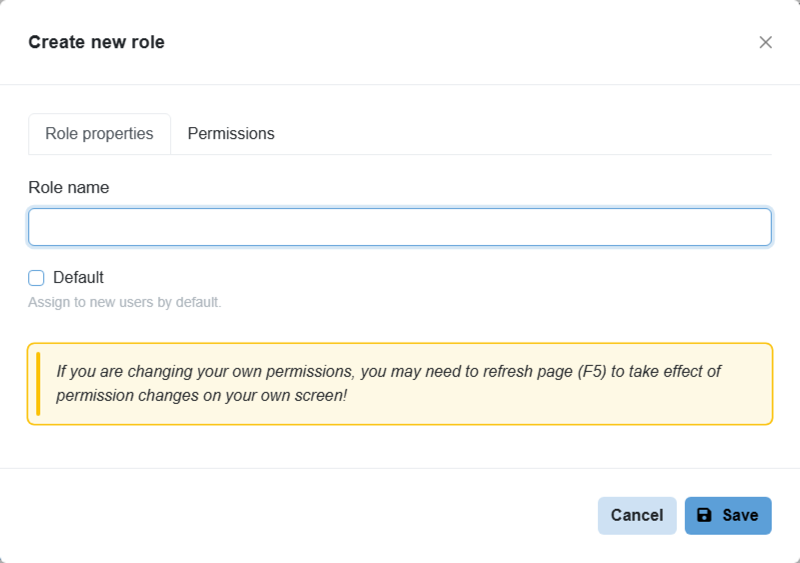 Create new role
Role properties
Permissions
Role name
Default
Assign to new users by default.
If you are changing your own permissions, you may need to refresh page (F5) to take effect of
permission changes on your own screen!
Cancel
Save